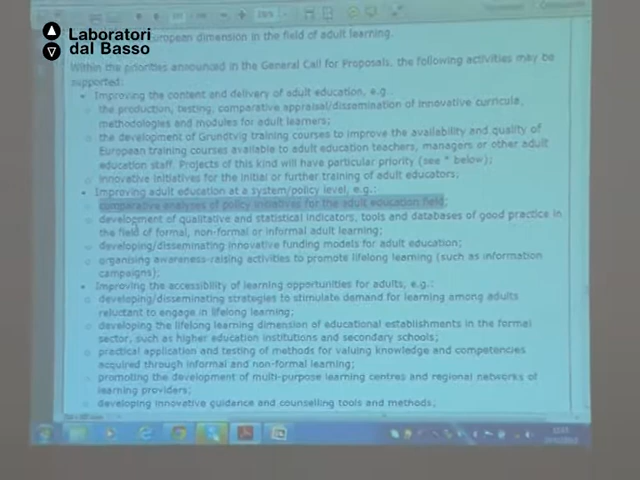 Laboratori
dal Basso
European dimension in the field of adult learning.
Within the priorities announced in the General Call for Proposals, the following activities may be
supported:
• Improving the content and delivery of adult education, e.g.
o the production, testing, comparative appraisal/dissemination of innovative curricula,
methodologies and modules for adult learners;
o the development of Grundtvig training courses to improve the availability and quality of
European training courses available to adult education teachers, managers or other adult
education staff. Projects of this kind will have particular priority (see * below);
o innovative initiatives for the initial or further training of adult educators;
• Improving adult education at a system/policy level, e.g.:
o comparative analyses of policy initiatives for the adult education field;
o development of qualitative and statistical indicators, tools and databases of good practice in
the field of formal, non-formal or informal adult learning;
o developing/disseminating innovative funding models for adult education;
o organising awareness-raising activities to promote lifelong learning (such as information
campaigns);
• Improving the accessibility of learning opportunities for adults, e.g.:
o developing/disseminating strategies to stimulate demand for learning among adults
reluctant to engage in lifelong learning;
o developing the lifelong learning dimension of educational establishments in the formal
sector, such as higher education institutions and secondary schools;
o practical application and testing of methods for valuing knowledge and competencies
acquired through informal and non-formal learning;
o promoting the development of multi-purpose learning centres and regional networks of
learning providers;
o developing innovative guidance and counselling tools and methods;